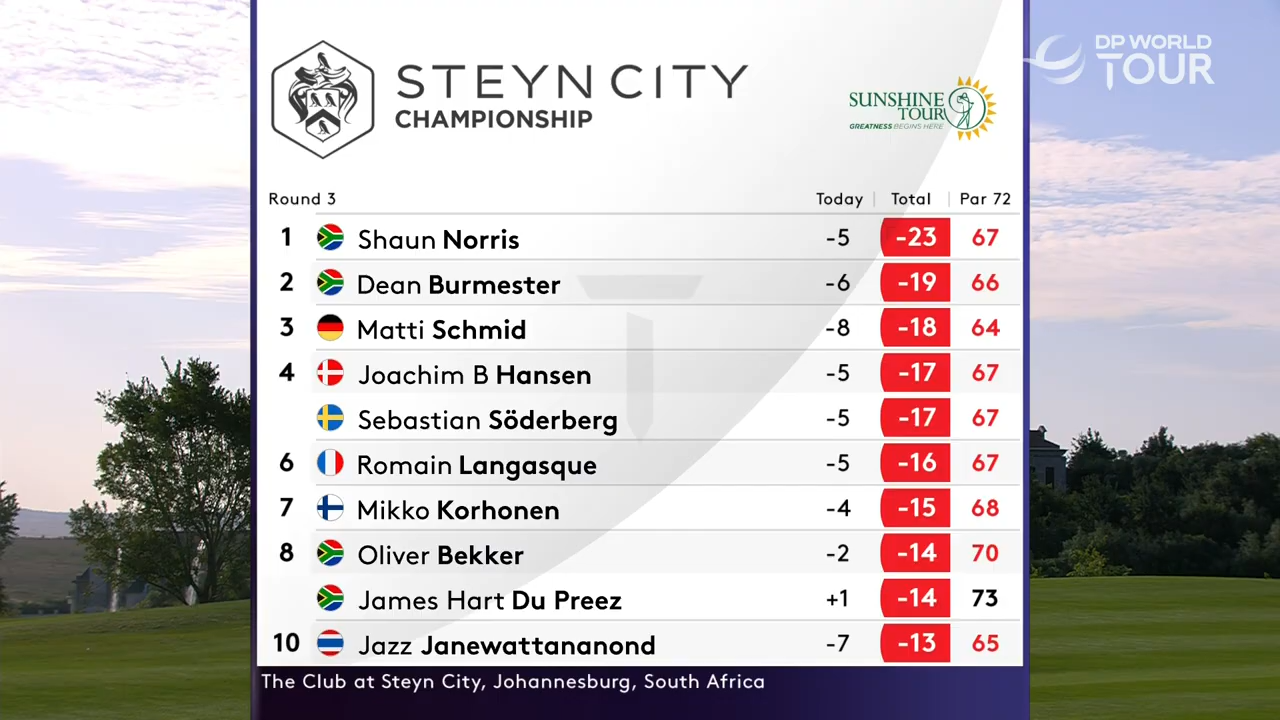 STEYN CITY
CHAMPIONSHIP
SUNSHINE
TOUR
GREATNESS BEGINS HERE
DP WORLD
TOUR
Round 3 Today Total Par 72
1 Shaun Norris -5 -23 67
2 Dean Burmester -6 -19 66
3 Matti Schmid -8 -18 64
4 Joachim B Hansen -5 -17 67
Sebastian Söderberg -5 -17 67
6 Romain Langasque -5 -16 67
7 Mikko Korhonen -4 -15 68
8 Oliver Bekker -2 -14 70
James Hart Du Preez +1 -14 73
10 Jazz Janewattananond -7 -13 65
The Club at Steyn City, Johannesburg, South Africa